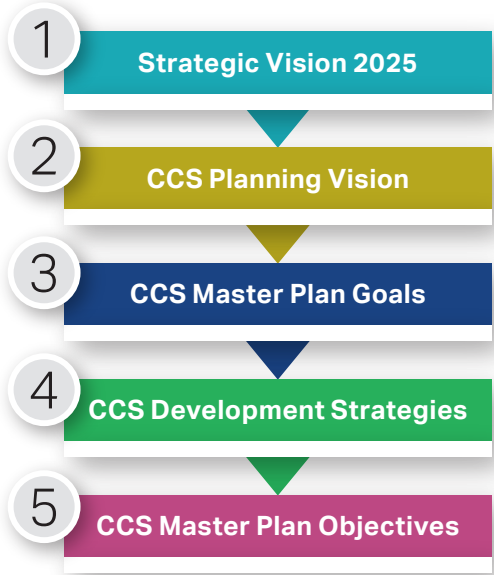 1
Strategic Vision 2025
2
CCS Planning Vision
3
CCS Master Plan Goals
4
CCS Development Strategies
5
CCS Master Plan Objectives